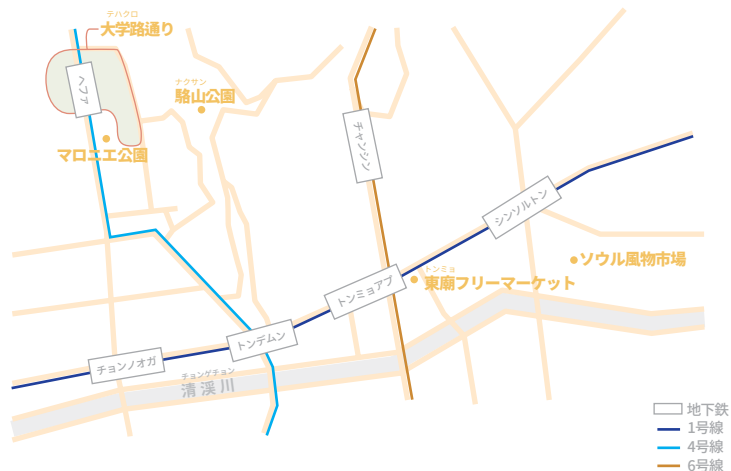 テハクロ
大学路通り
ヘファ
ナクサン
駱山公園
マロニエ公園
チャンシン
シンソルトン
ソウル風物市場
トンミョ
東廟フリーマーケット
トンミョアプ
トンデムン
チョンノオガ
チョンゲチョン
清渓川
地下鉄
1号線
4号線
6号線